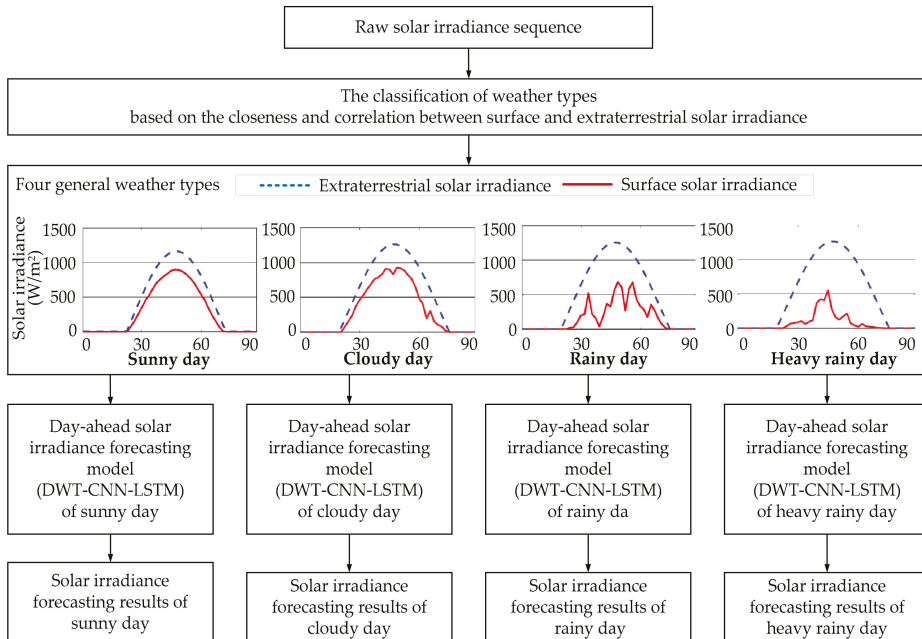 Raw solar irradiance sequence
The classification of weather types
based on the closeness and correlation between surface and extraterrestrial solar irradiance
Four general weather types
Extraterrestrial solar irradiance
Surface solar irradiance
Solar irradiance
(W/m²)
1500
1000
500
0
0 30 60 90
Sunny day
1500
1000
500
0
0 30 60 90
Cloudy day
1500
1000
500
0
0 30 60 90
Rainy day
1500
1000
500
0
0 30 60 90
Heavy rainy day
Day-ahead solar
irradiance forecasting
model
(DWT-CNN-LSTM)
of sunny day
Day-ahead solar
irradiance forecasting
model
(DWT-CNN-LSTM)
of cloudy day
Day-ahead solar
irradiance forecasting
model
(DWT-CNN-LSTM)
of rainy da
Day-ahead solar
irradiance forecasting
model
(DWT-CNN-LSTM)
of heavy rainy day
Solar irradiance
forecasting results of
sunny day
Solar irradiance
forecasting results of
cloudy day
Solar irradiance
forecasting results of
rainy day
Solar irradiance
forecasting results of
heavy rainy day